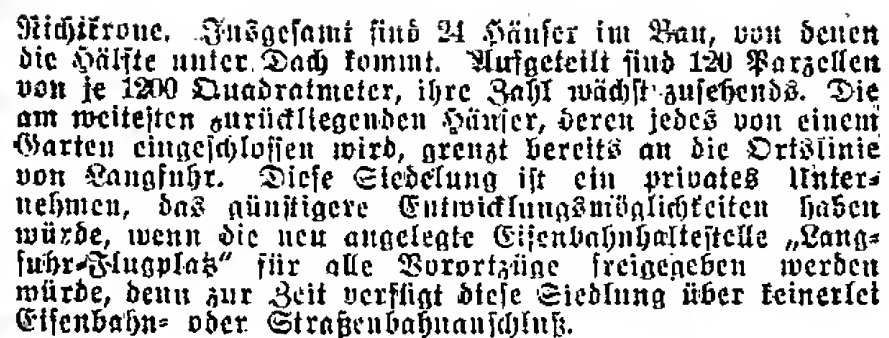 Richtkrone. Insgesamt sind 24 Häuser im Bau, von denen
die Hälfte unter Dach kommt. Aufgeteilt sind 120 Parzellen
von je 1200 Quadratmeter, ihre Zahl wächst zusehends. Die
am weitesten zurückliegenden Häuser, deren jedes von einem
Garten eingeschlossen wird, grenzt bereits an die Ortslinie
von Langfuhr. Diese Siedelung ist ein privates Unter-
nehmen, das günstigere Entwicklungsmöglichkeiten haben
würde, wenn die neu angelegte Eisenbahnhaltestelle „Lang-
fuhr-Flugplatz“ für alle Vorortzüge freigegeben werden
würde, denn zur Zeit verfügt diese Siedlung über keinerlei
Eisenbahn- oder Straßenbahnanschluß.